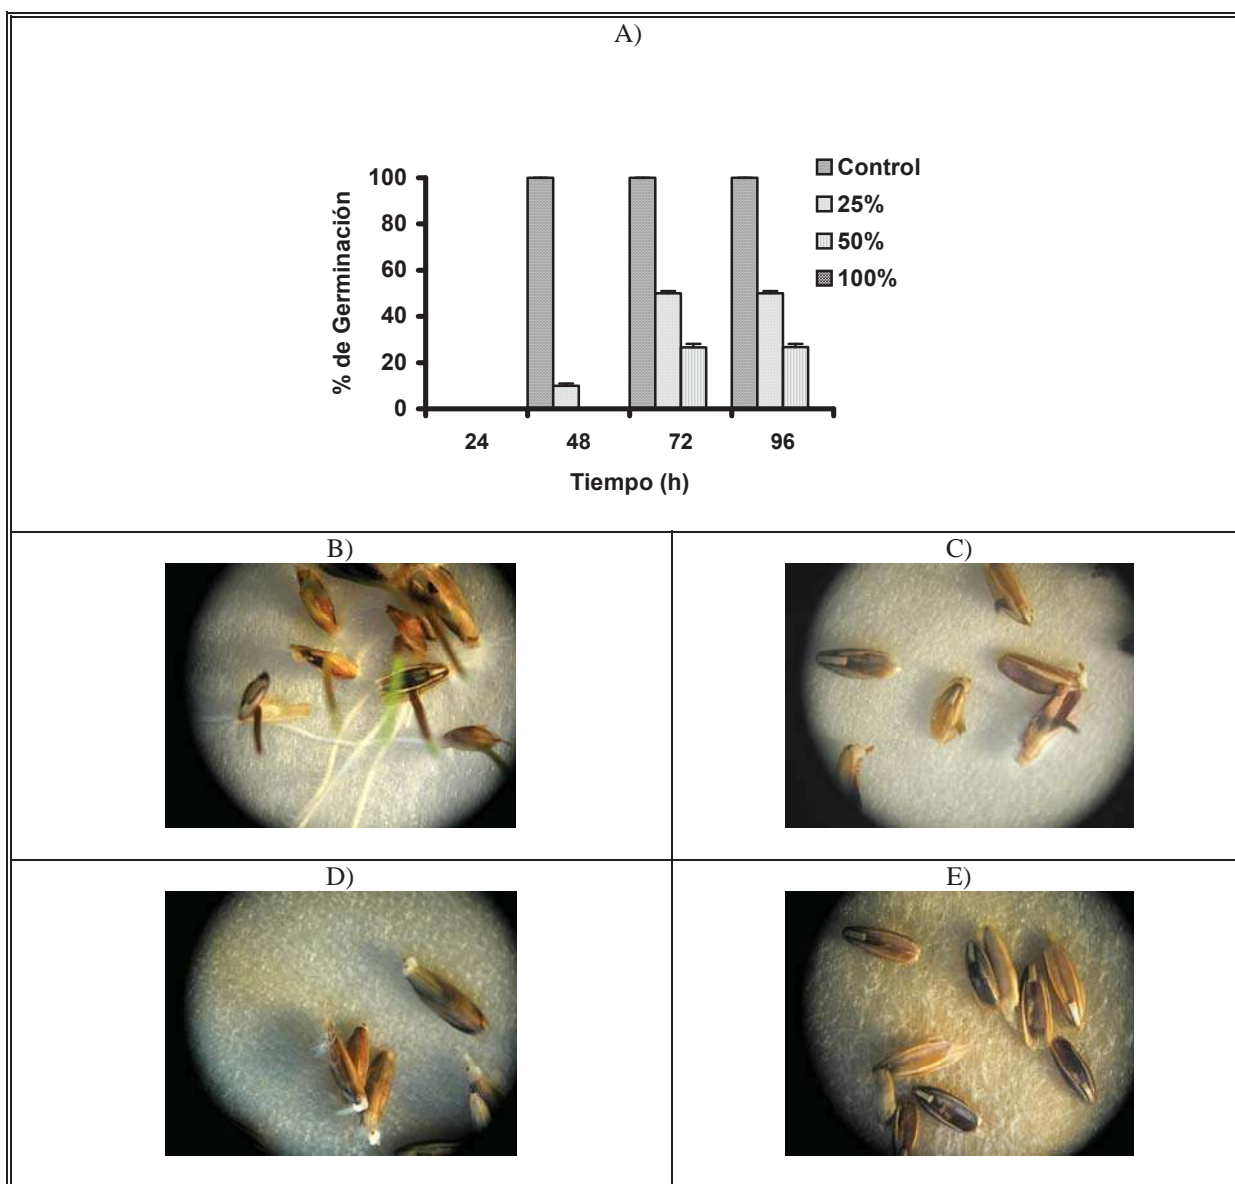 A)
Control
25%
50%
100%
% de Germinación
100
80
60
40
20
0
24 48 72 96
Tiempo (h)
B) C)
D) E)